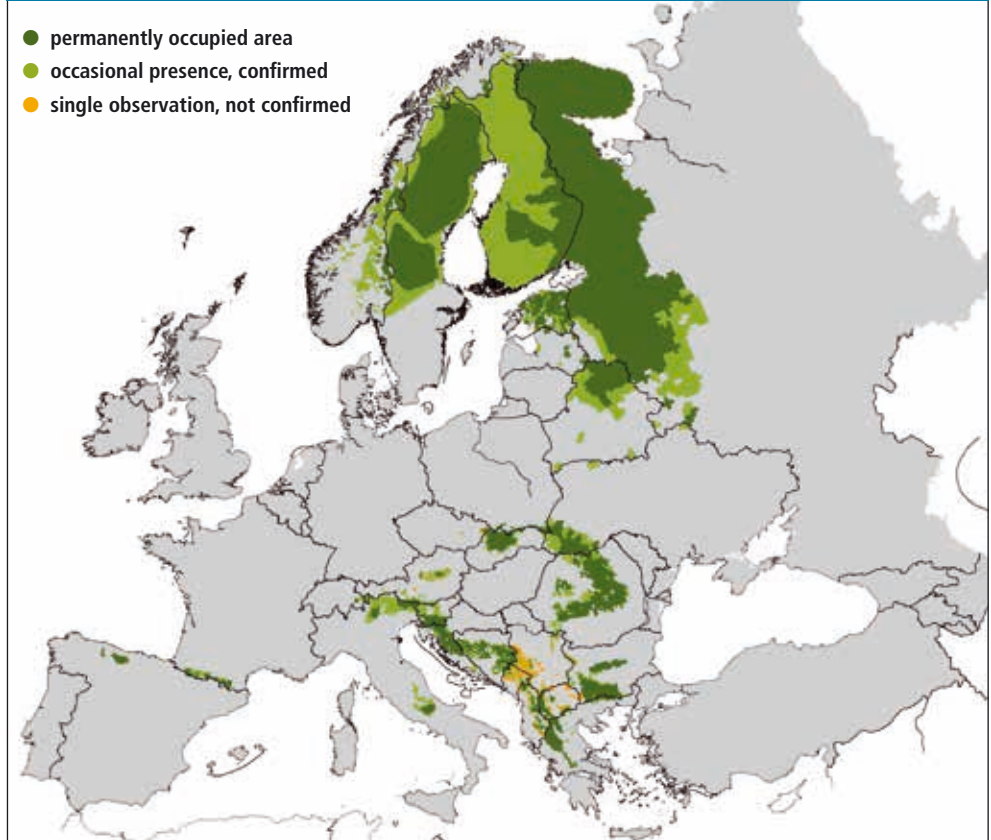 permanently occupied area
occasional presence, confirmed
single observation, not confirmed